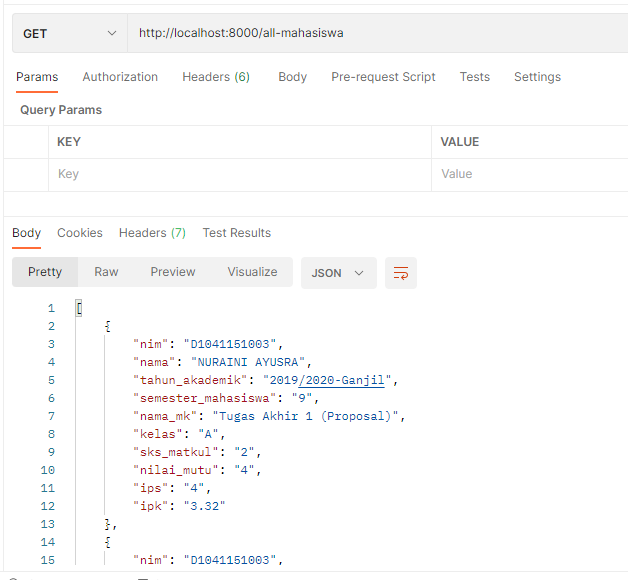 GET http://localhost:8000/all-mahasiswa
Params Authorization Headers (6) Body Pre-request Script Tests Settings
Query Params
KEY VALUE
Key Value
Body Cookies Headers (7) Test Results
Pretty Raw Preview Visualize JSON
1 [
2 {
3 "nim": "D1041151003",
4 "nama": "NURAINI AYUSRA",
5 "tahun_akademik": "2019/2020-Ganjil",
6 "semester_mahasiswa": "9",
7 "nama_mk": "Tugas Akhir 1 (Proposal)",
8 "kelas": "A",
9 "sks_matkul": "2",
10 "nilai_mutu": "4",
11 "ips": "4",
12 "ipk": "3.32"
13 },
14 {
15 "nim": "D1041151003",